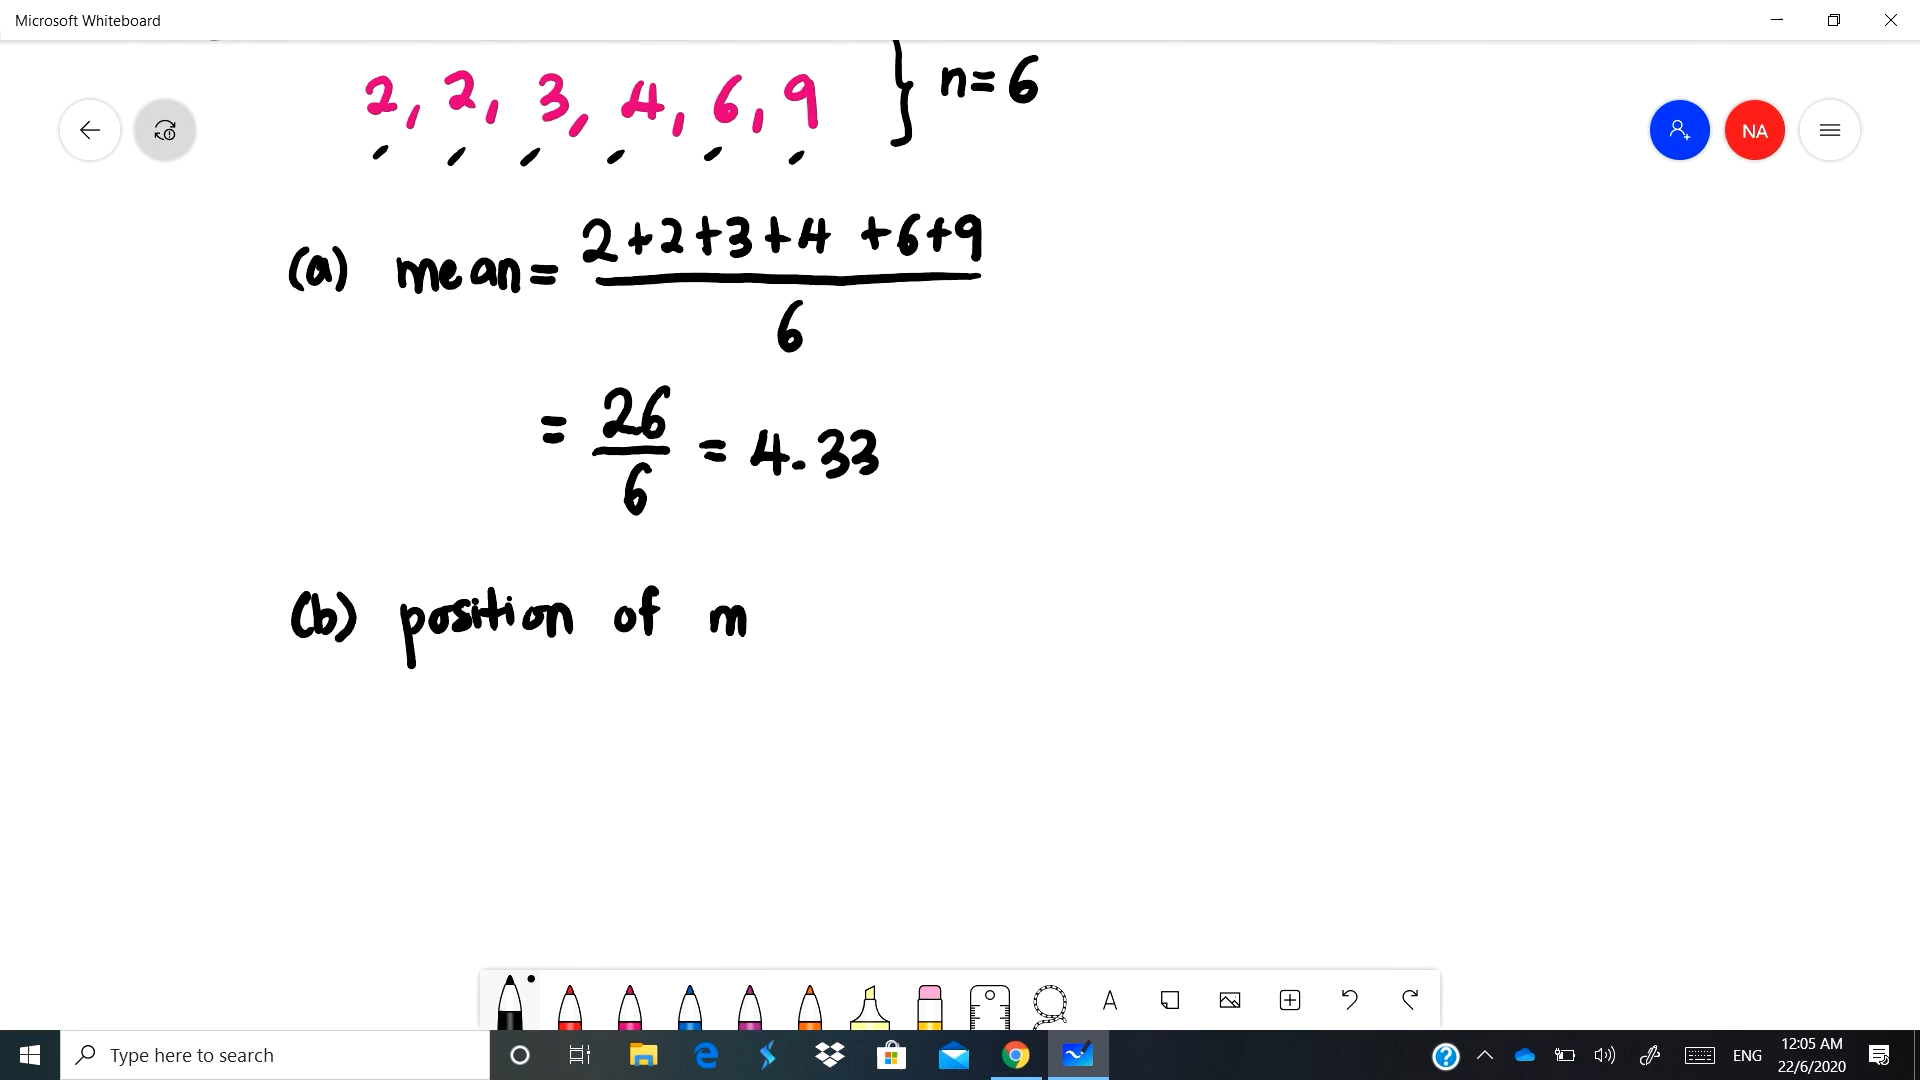 Microsoft Whiteboard
2, 2, 3, 4, 6, 9 } n=6
NA
(a) mean = 2+2+3+4 +6+9
6
= 26
6
= 4.33
(b) position of m
A
Type here to search
ENG
12:05 AM
22/6/2020